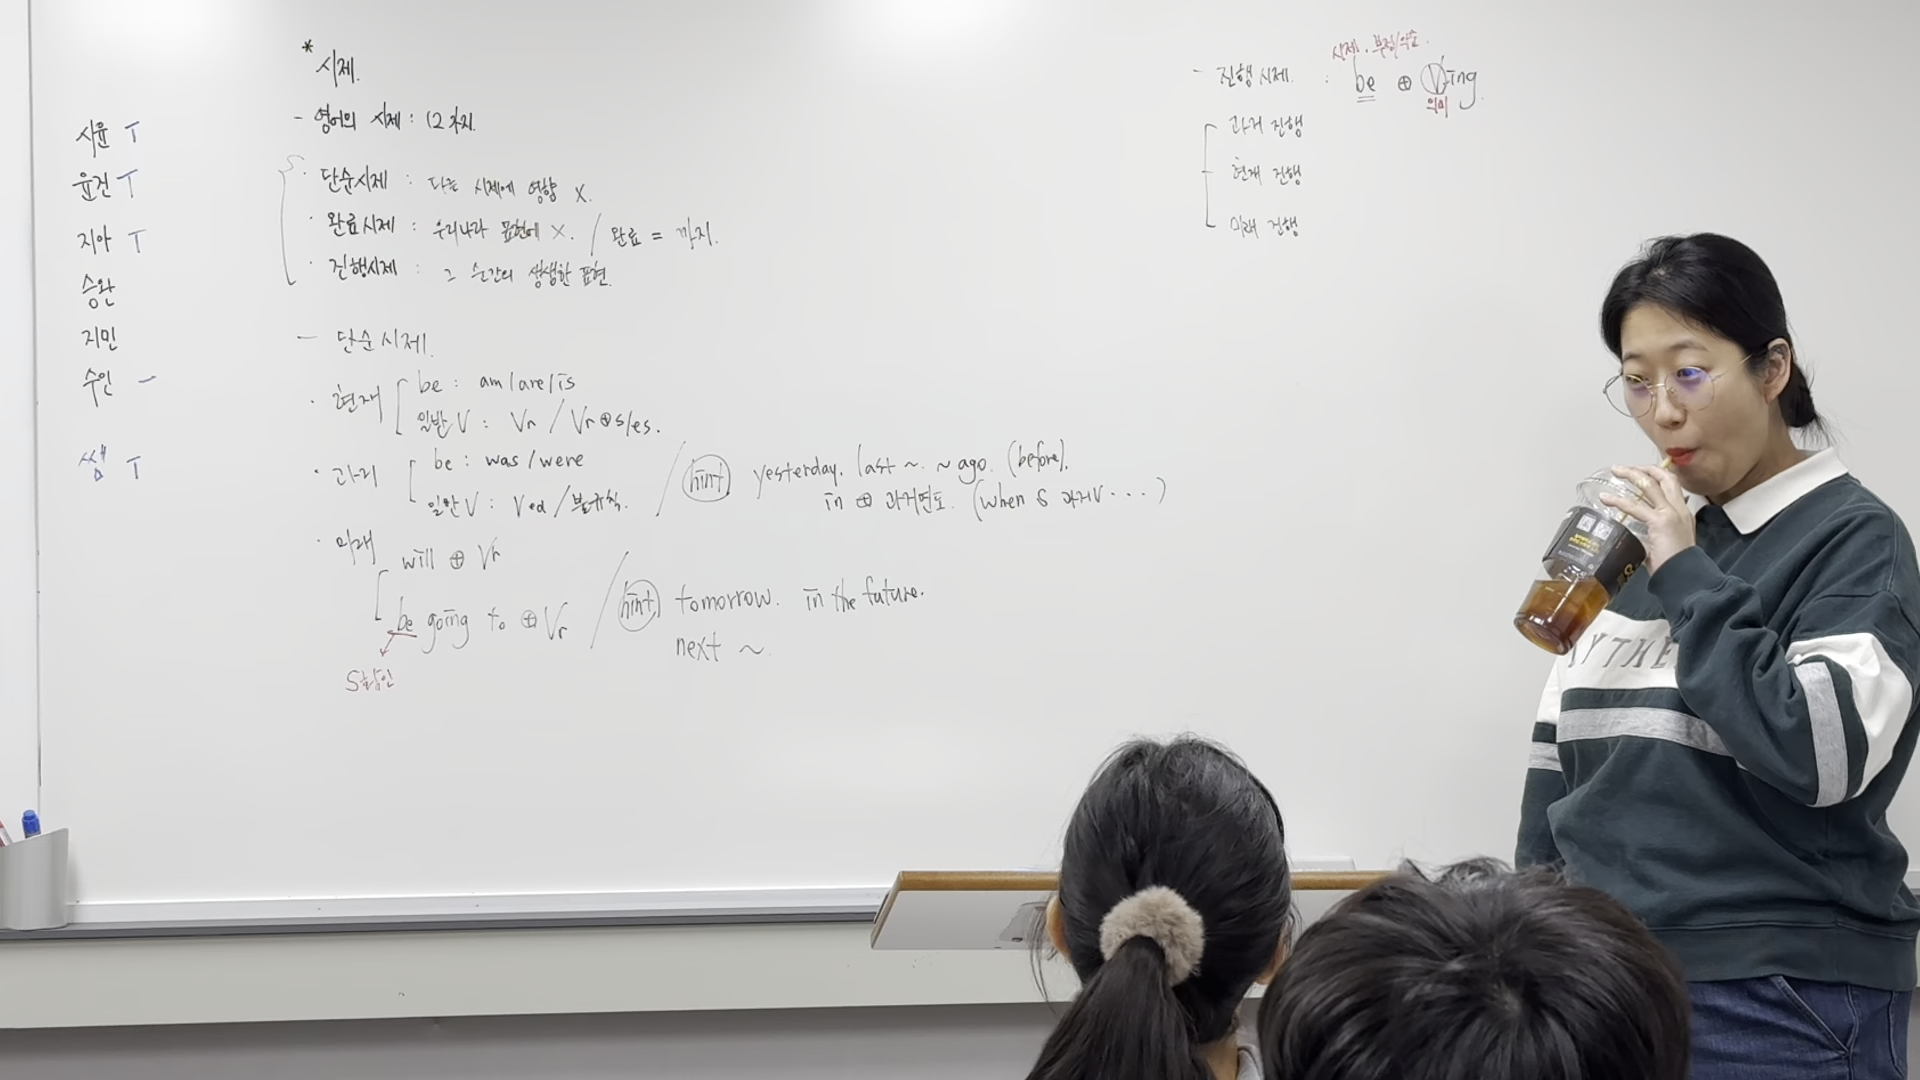 시윤 T
윤건 T
지아 T
승완
지민
수인 -
쌤 T
* 시제.
- 영어의 시제 : 12가지.
· 단순시제 : 다른 시제에 영향 X.
· 완료시제 : 우리나라 표현에 X. / 완료 = 까지.
· 진행시제 : 그 순간의 생생한 표현.
- 단순시제.
· 현재
be : am/are/is
일반V : Vr / Vr⊕s/es.
· 과거
be : was/were
일반V : Ved/불규칙.
/ hint yesterday. last ~. ~ ago. (before).
in ⊕ 과거연도. (when S 과거V ...)
· 미래
will ⊕ Vr
be going to ⊕ Vr
S확인
/ hint tomorrow. in the future.
next ~
시제, 부정/의문.
- 진행시제. : be ⊕ Ving.
의미
과거 진행
현재 진행
미래 진행
YTHE